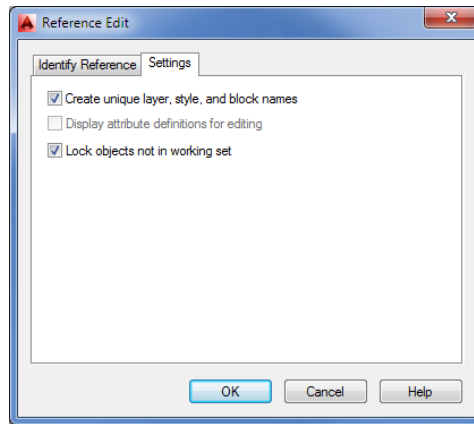 Reference Edit
Identify Reference Settings
Create unique layer, style, and block names
Display attribute definitions for editing
Lock objects not in working set
OK Cancel Help